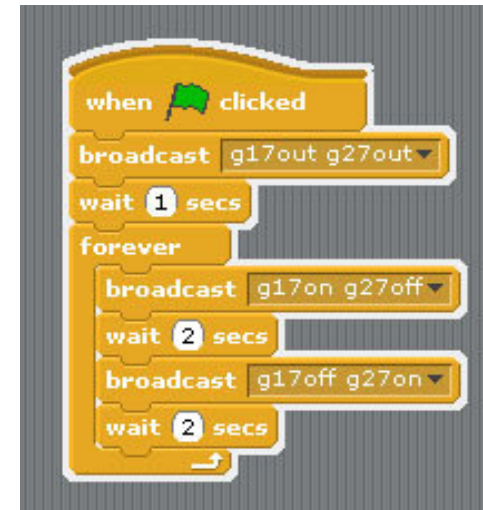 when clicked
broadcast g17out g27out
wait 1 secs
forever
broadcast g17on g27off
wait 2 secs
broadcast g17off g27on
wait 2 secs